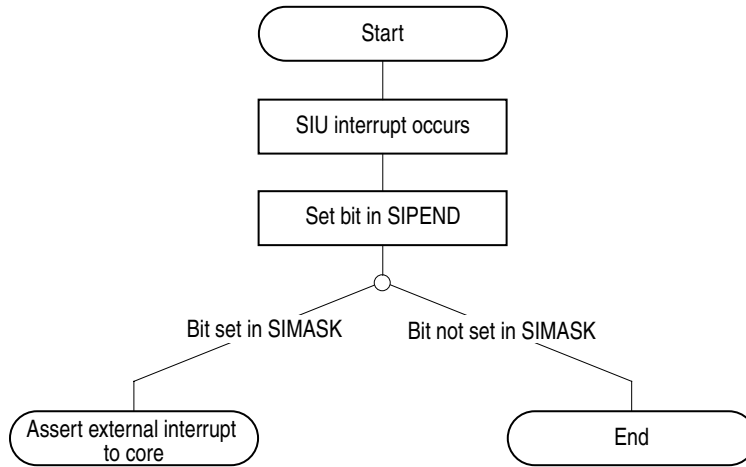 Start
SIU interrupt occurs
Set bit in SIPEND
Bit set in SIMASK
Bit not set in SIMASK
Assert external interrupt
to core
End